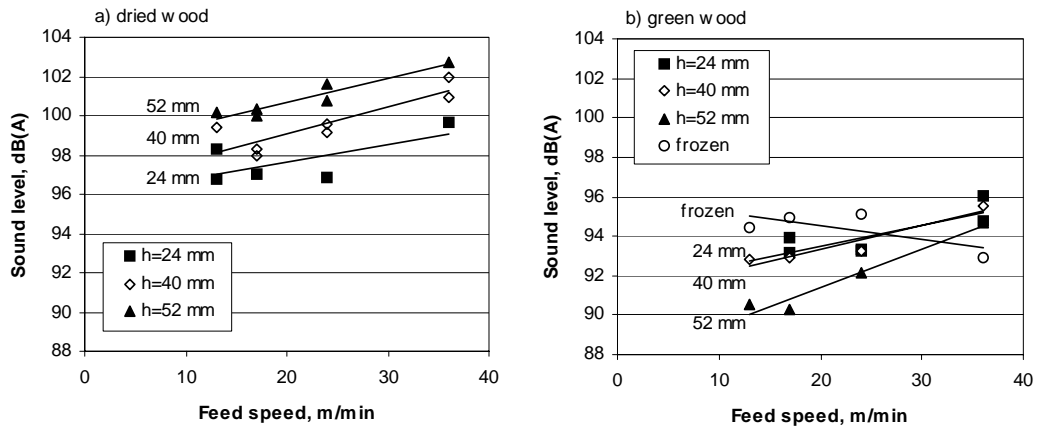 a) dried wood
104
102
100
98
96
94
92
90
88
Sound level, dB(A)
52 mm
40 mm
24 mm
h=24 mm
h=40 mm
h=52 mm
0
10
20
30
40
Feed speed, m/min
b) green wood
104
102
100
98
96
94
92
90
88
Sound level, dB(A)
h=24 mm
h=40 mm
h=52 mm
frozen
frozen
24 mm
40 mm
52 mm
0
10
20
30
40
Feed speed, m/min